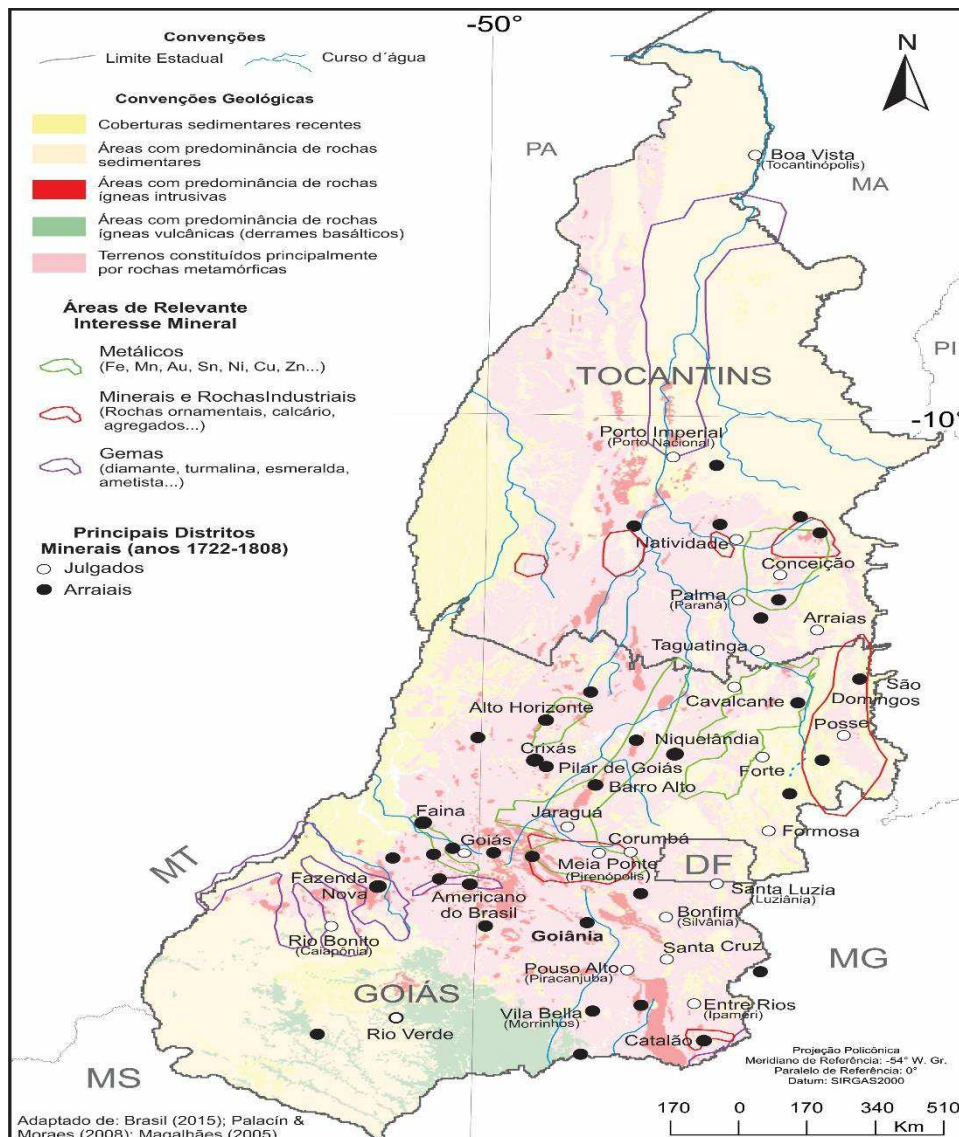 -50°
Convenções
Limite Estadual
Curso d´água
Convenções Geológicas
Coberturas sedimentares recentes
Áreas com predominância de rochas
sedimentares
Áreas com predominância de rochas
ígneas intrusivas
Áreas com predominância de rochas
ígneas vulcânicas (derrames basálticos)
Terrenos constituídos principalmente
por rochas metamórficas
Áreas de Relevante
Interesse Mineral
Metálicos
(Fe, Mn, Au, Sn, Ni, Cu, Zn...)
Minerais e RochasIndustriais
(Rochas ornamentais, calcário,
agregados...)
Gemas
(diamante, turmalina, esmeralda,
ametista...)
Principais Distritos
Minerais (anos 1722-1808)
Julgados
Arraiais
N
PA
Boa Vista
(Tocantinópolis)
MA
PI
TOCANTINS
-10°
Porto Imperial
(Porto Nacional)
Natividade
Conceição
Palma
(Paranã)
Arraias
Taguatinga
São
Domingos
Cavalcante
Alto Horizonte
Posse
Niquelândia
Crixás
Pilar de Goiás
Forte
Barro Alto
Faina
Jaraguá
Formosa
Goiás
Corumbá
MT
Meia Ponte
(Pirenópolis)
DF
Fazenda
Nova
Americano
do Brasil
Santa Luzia
(Luziânia)
Bonfim
(Silvânia)
Rio Bonito
(Caiapônia)
Goiânia
Santa Cruz
MG
Pouso Alto
(Piracanjuba)
GOIÁS
Entre Rios
(Ipameri)
Vila Bella
(Morrinhos)
Rio Verde
Catalão
MS
Projeção Policônica
Meridiano de Referência: -54° W. Gr.
Paralelo de Referência: 0°
Datum: SIRGAS2000
170 0 170 340 510
Km
Adaptado de: Brasil (2015); Palacín &
Moraes (2008); Magalhães (2005)